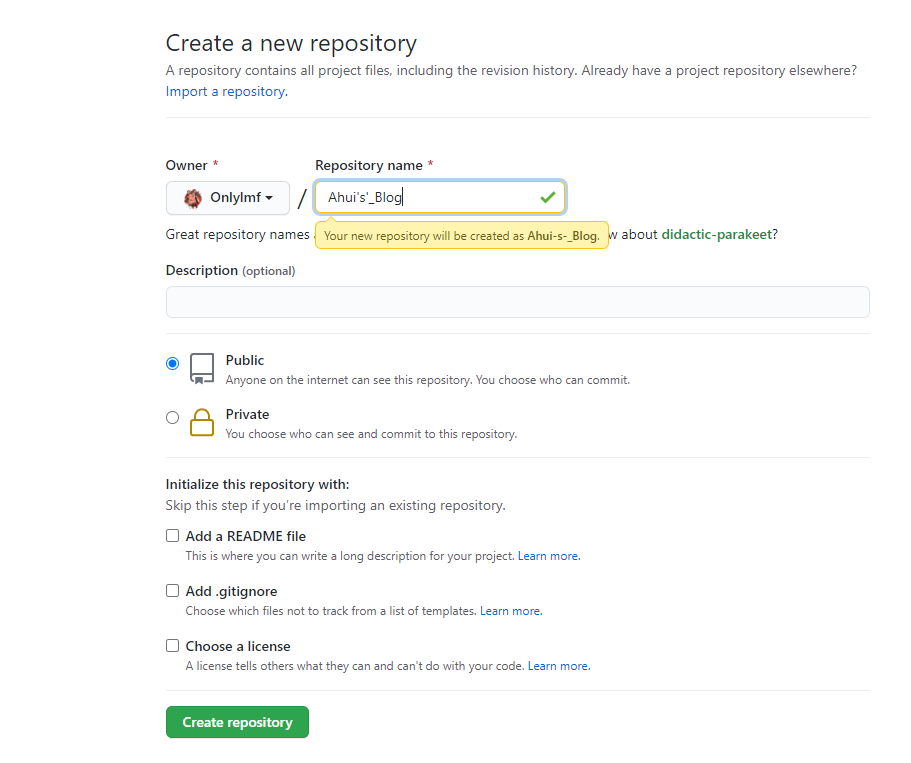 Create a new repository
A repository contains all project files, including the revision history. Already have a project repository elsewhere?
Import a repository.
Owner * Repository name *
Onlylmf / Ahui's'_Blog
Great repository names w about didactic-parakeet?
Your new repository will be created as Ahui-s-_Blog.
Description (optional)
Public
Anyone on the internet can see this repository. You choose who can commit.
Private
You choose who can see and commit to this repository.
Initialize this repository with:
Skip this step if you're importing an existing repository.
Add a README file
This is where you can write a long description for your project. Learn more.
Add .gitignore
Choose which files not to track from a list of templates. Learn more.
Choose a license
A license tells others what they can and can't do with your code. Learn more.
Create repository